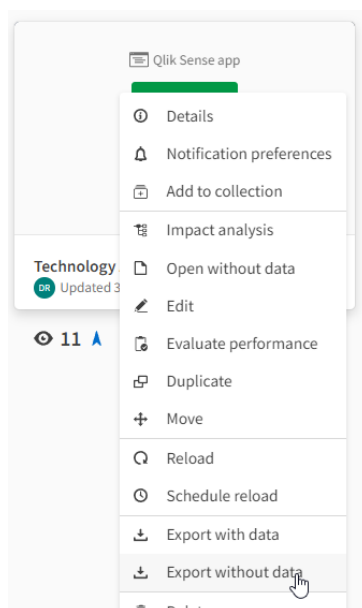 Qlik Sense app
Details
Notification preferences
Add to collection
Impact analysis
Technology
Open without data
DR Updated 3
Edit
11
Evaluate performance
Duplicate
Move
Reload
Schedule reload
Export with data
Export without data